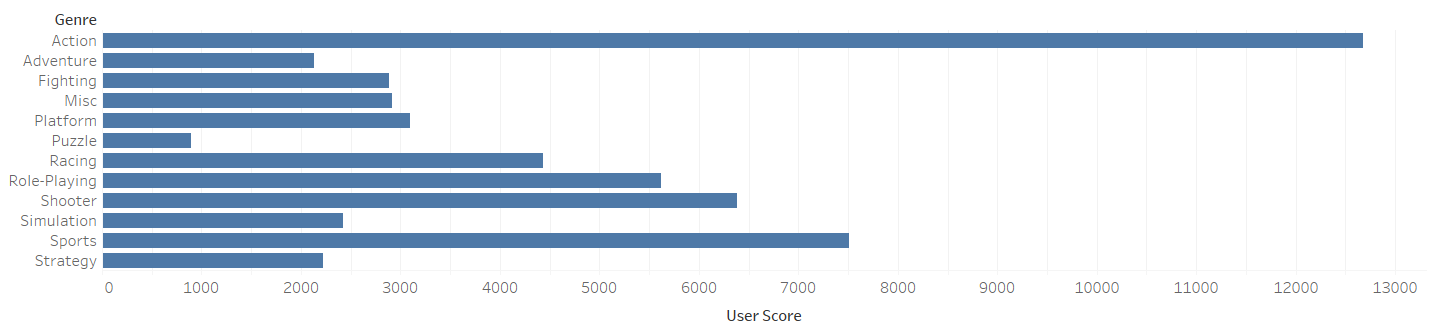 Genre
Action
Adventure
Fighting
Misc
Platform
Puzzle
Racing
Role-Playing
Shooter
Simulation
Sports
Strategy
0 1000 2000 3000 4000 5000 6000 7000 8000 9000 10000 11000 12000 13000
User Score